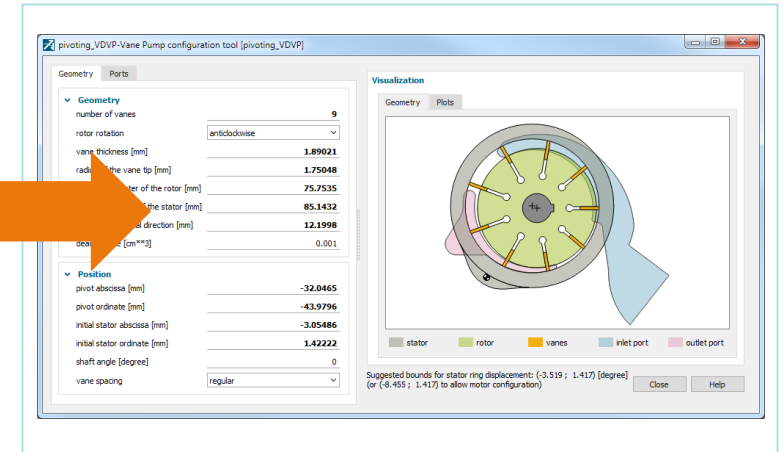 pivoting_VDVP-Vane Pump configuration tool [pivoting_VDVP]
Geometry Ports
Geometry
number of vanes 9
rotor rotation anticlockwise
vane thickness [mm] 1.89021
radius of the vane tip [mm] 1.75048
ter of the rotor [mm] 75.7535
the stator [mm] 85.1432
al direction [mm] 12.1998
[cm**3] 0.001
Position
pivot abscissa [mm] -32.0465
pivot ordinate [mm] -43.9796
initial stator abscissa [mm] -3.05486
initial stator ordinate [mm] 1.42222
shaft angle [degree] 0
vane spacing regular
Visualization
Geometry Plots
stator rotor vanes inlet port outlet port
Suggested bounds for stator ring displacement: (-3.519 ; 1.417) [degree]
(or (-8.455 ; 1.417) to allow motor configuration)
Close Help